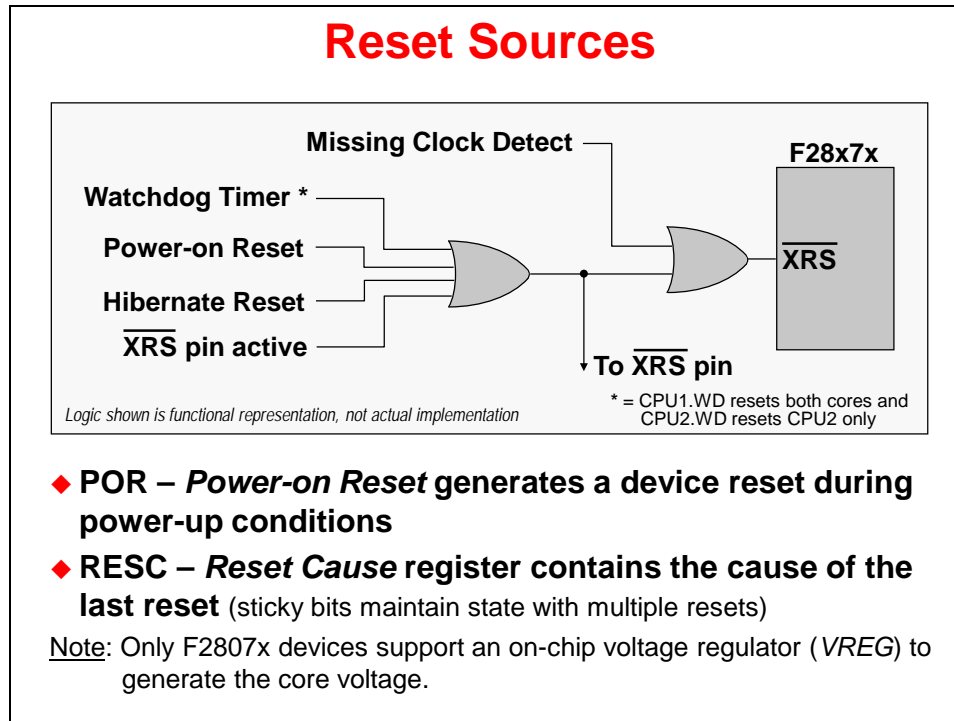 Reset Sources
Missing Clock Detect
F28x7x
Watchdog Timer *
Power-on Reset
XRS
Hibernate Reset
XRS pin active
To XRS pin
* = CPU1.WD resets both cores and
CPU2.WD resets CPU2 only
Logic shown is functional representation, not actual implementation
◆ POR – Power-on Reset generates a device reset during
power-up conditions
◆ RESC – Reset Cause register contains the cause of the
last reset (sticky bits maintain state with multiple resets)
Note: Only F2807x devices support an on-chip voltage regulator (VREG) to
generate the core voltage.